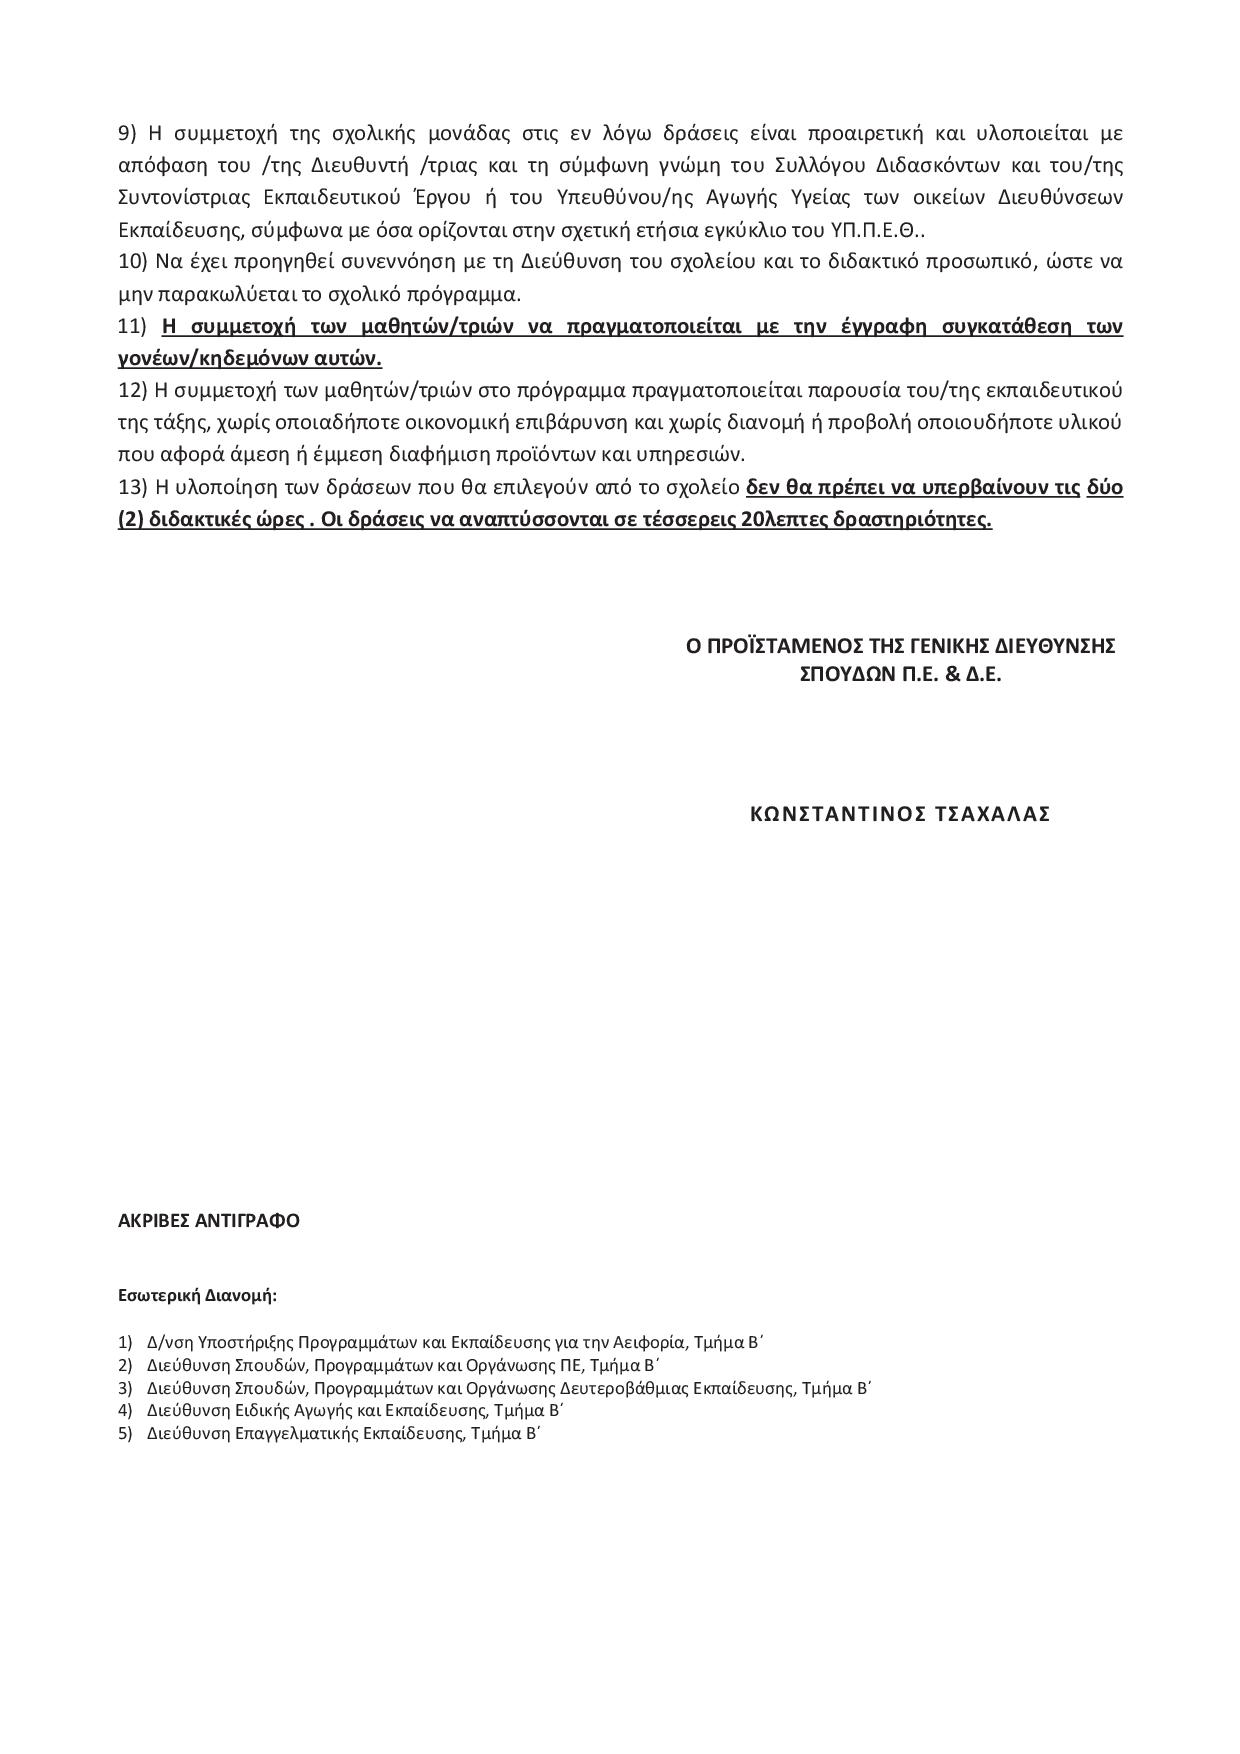 9) Η συμμετοχή της σχολικής μονάδας στις εν λόγω δράσεις είναι προαιρετική και υλοποιείται με
απόφαση του /της Διευθυντή /τριας και τη σύμφωνη γνώμη του Συλλόγου Διδασκόντων και του/της
Συντονίστριας Εκπαιδευτικού Έργου ή του Υπευθύνου/ης Αγωγής Υγείας των οικείων Διευθύνσεων
Εκπαίδευσης, σύμφωνα με όσα ορίζονται στην σχετική ετήσια εγκύκλιο του ΥΠ.Π.Ε.Θ..
10) Να έχει προηγηθεί συνεννόηση με τη Διεύθυνση του σχολείου και το διδακτικό προσωπικό, ώστε να
μην παρακωλύεται το σχολικό πρόγραμμα.
11) Η συμμετοχή των μαθητών/τριών να πραγματοποιείται με την έγγραφη συγκατάθεση των
γονέων/κηδεμόνων αυτών.
12) Η συμμετοχή των μαθητών/τριών στο πρόγραμμα πραγματοποιείται παρουσία του/της εκπαιδευτικού
της τάξης, χωρίς οποιαδήποτε οικονομική επιβάρυνση και χωρίς διανομή ή προβολή οποιουδήποτε υλικού
που αφορά άμεση ή έμμεση διαφήμιση προϊόντων και υπηρεσιών.
13) Η υλοποίηση των δράσεων που θα επιλεγούν από το σχολείο δεν θα πρέπει να υπερβαίνουν τις δύο
(2) διδακτικές ώρες . Οι δράσεις να αναπτύσσονται σε τέσσερεις 20λεπτες δραστηριότητες.
Ο ΠΡΟΪΣΤΑΜΕΝΟΣ ΤΗΣ ΓΕΝΙΚΗΣ ΔΙΕΥΘΥΝΣΗΣ
ΣΠΟΥΔΩΝ Π.Ε. & Δ.Ε.
ΚΩΝΣΤΑΝΤΙΝΟΣ ΤΣΑΧΑΛΑΣ
ΑΚΡΙΒΕΣ ΑΝΤΙΓΡΑΦΟ
Εσωτερική Διανομή:
1) Δ/νση Υποστήριξης Προγραμμάτων και Εκπαίδευσης για την Αειφορία, Τμήμα Β΄
2) Διεύθυνση Σπουδών, Προγραμμάτων και Οργάνωσης ΠΕ, Τμήμα Β΄
3) Διεύθυνση Σπουδών, Προγραμμάτων και Οργάνωσης Δευτεροβάθμιας Εκπαίδευσης, Τμήμα Β΄
4) Διεύθυνση Ειδικής Αγωγής και Εκπαίδευσης, Τμήμα Β΄
5) Διεύθυνση Επαγγελματικής Εκπαίδευσης, Τμήμα Β΄